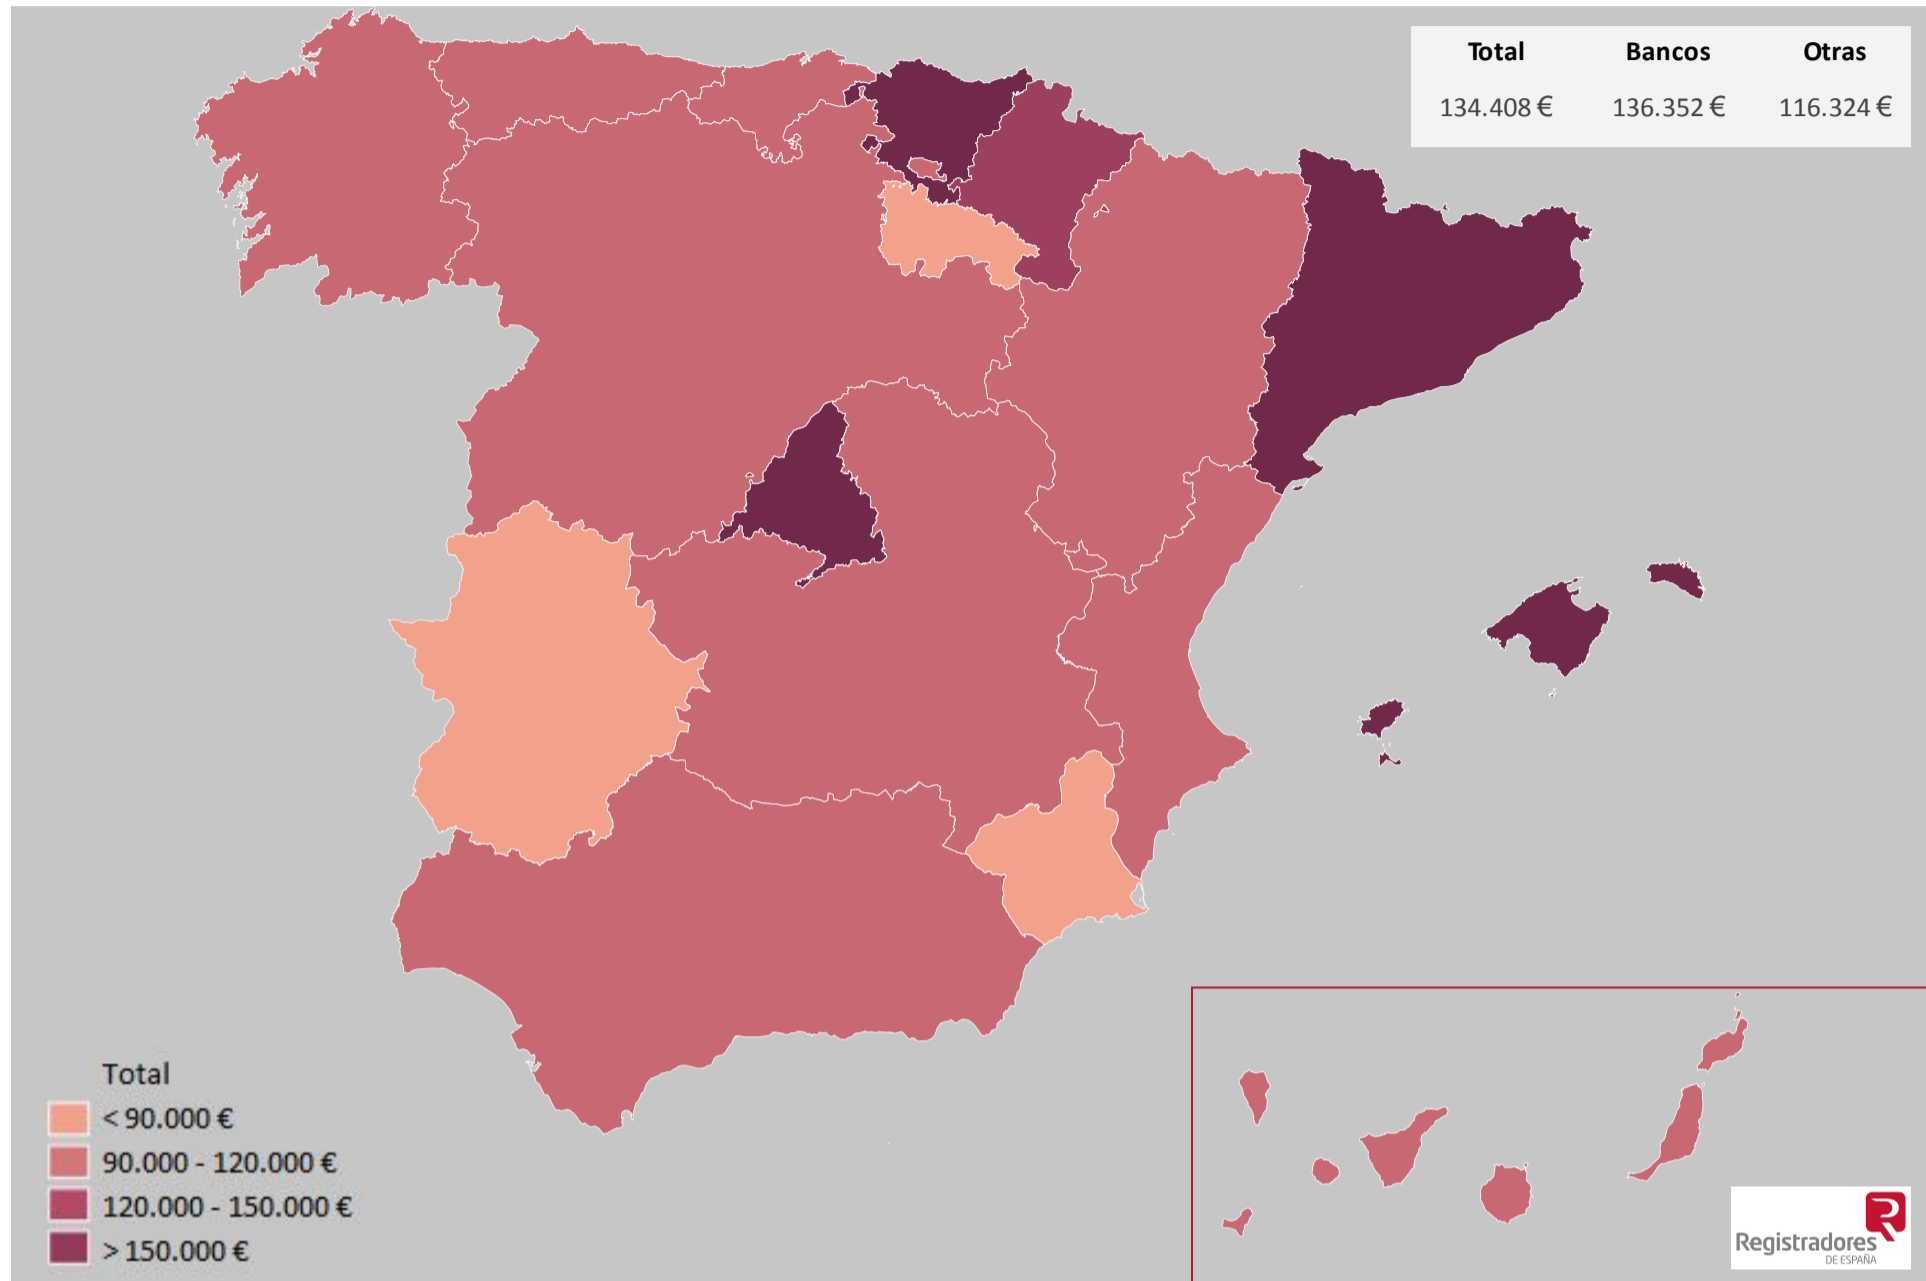 Total Bancos Otras
134.408 € 136.352 € 116.324 €
Total
< 90.000 €
90.000 - 120.000 €
120.000 - 150.000 €
> 150.000 €
Registradores
DE ESPAÑA